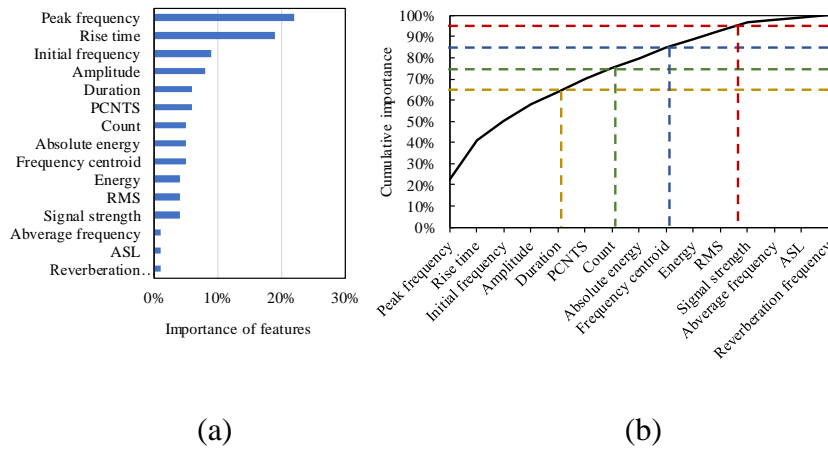 Peak frequency
Rise time
Initial frequency
Amplitude
Duration
PCNTS
Count
Absolute energy
Frequency centroid
Energy
RMS
Signal strength
Abverage frequency
ASL
Reverberation..
0% 10% 20% 30%
Importance of features
(a)
100%
90%
80%
70%
60%
50%
40%
30%
20%
10%
0%
Cumulative importance
Peak frequency
Rise time
Initial frequency
Amplitude
Duration
PCNTS
Count
Absolute energy
Frequency centroid
Energy
RMS
Signal strength
Abverage frequency
ASL
Reverberation frequency
(b)